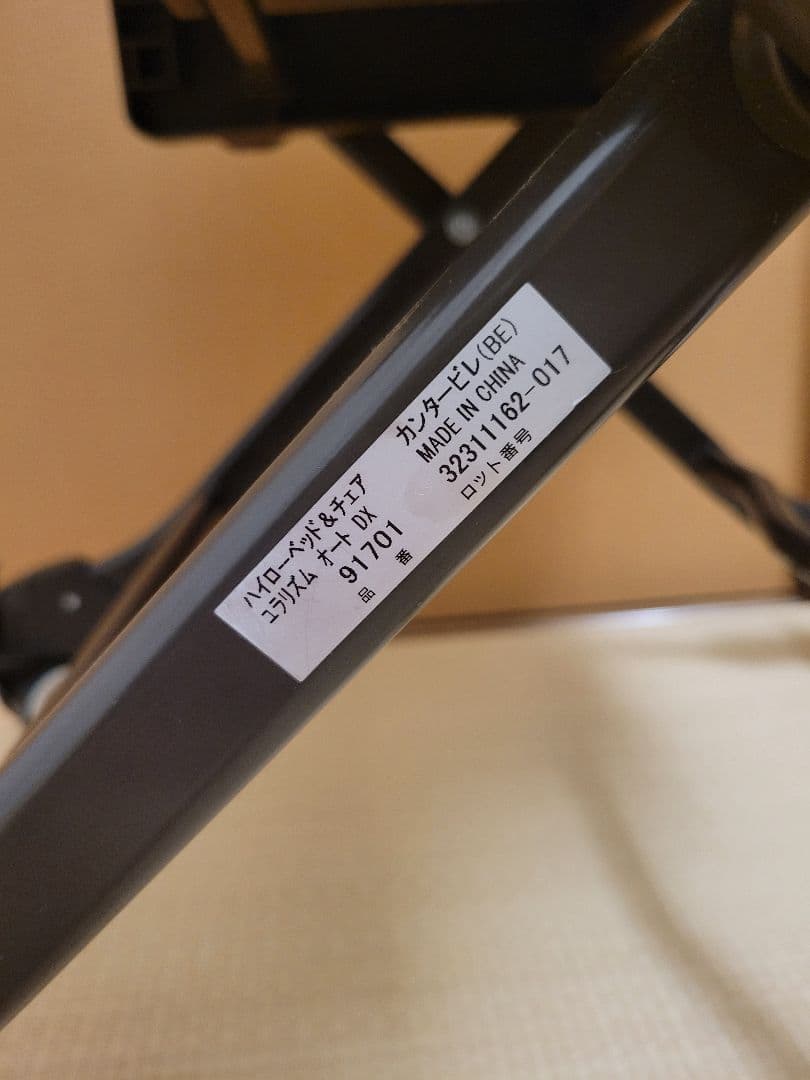 ハイローベッド&チェア カンタービレ(BE)
ユラリズム オート DX MADE IN CHINA
91701 32311162-017
品 番 ロット番号